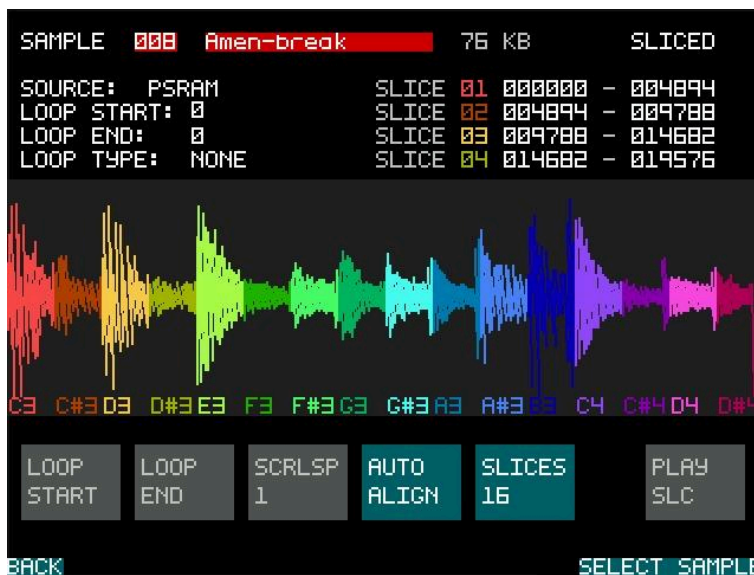 SAMPLE 008 Amen-break 76 KB SLICED
SOURCE: PSRAM SLICE 01 000000 - 004894
LOOP START: 0 SLICE 02 004894 - 009788
LOOP END: 0 SLICE 03 009788 - 014682
LOOP TYPE: NONE SLICE 04 014682 - 019576
C3 C#3 D3 D#3 E3 F3 F#3 G3 G#3 A3 A#3 B3 C4 C#4 D4 D#4
LOOP START LOOP END SCRLSP 1 AUTO ALIGN SLICES 16 PLAY SLC
BACK SELECT SAMPLE